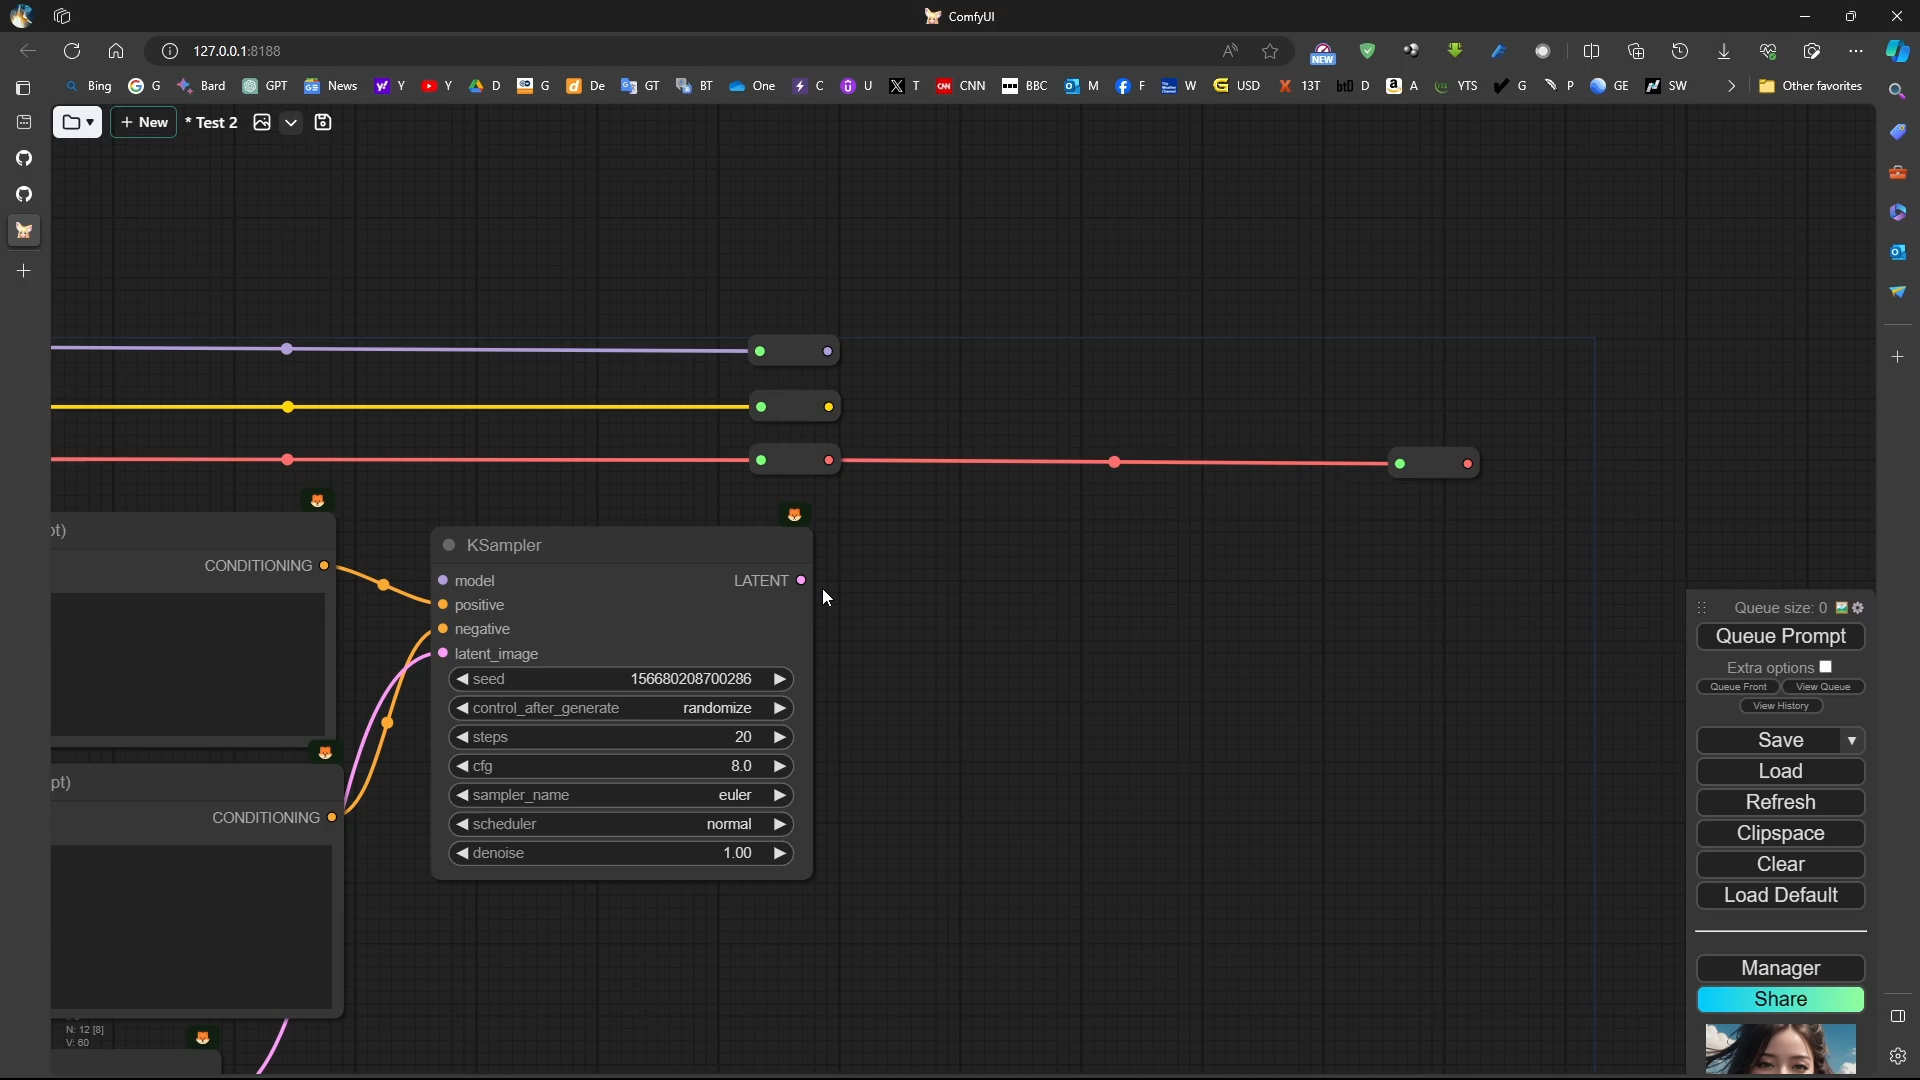 ComfyUI
127.0.0.1:8188
NEW
Bing G Bard GPT News Y Y D G De GT BT One C U T CNN BBC M F W USD 13T D A YTS G P GE SW Other favorites
+ New * Test 2
pt)
CONDITIONING
KSampler
model LATENT
positive
negative
latent_image
seed 156680208700286
control_after_generate randomize
steps 20
cfg 8.0
sampler_name euler
scheduler normal
denoise 1.00
pt)
CONDITIONING
N: 12 [8]
V: 60
Queue size: 0
Queue Prompt
Extra options
Queue Front View Queue
View History
Save
Load
Refresh
Clipspace
Clear
Load Default
Manager
Share